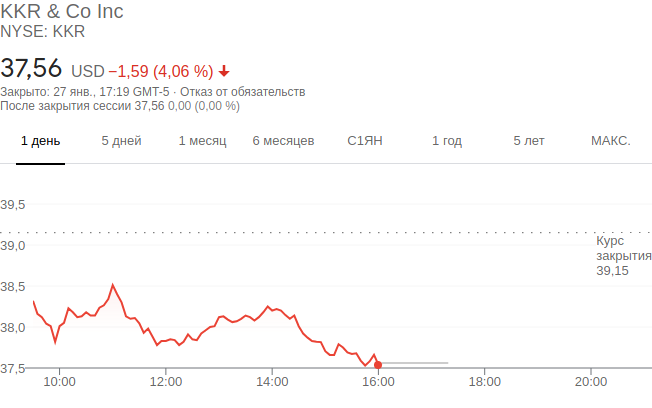 KKR & Co Inc
NYSE: KKR
37,56 USD −1,59 (4,06 %)
Закрыто: 27 янв., 17:19 GMT-5 · Отказ от обязательств
После закрытия сессии 37,56 0,00 (0,00 %)
1 день 5 дней 1 месяц 6 месяцев С1ЯН 1 год 5 лет МАКС.
39,5
39,0
38,5
38,0
37,5
Курс
закрытия
39,15
10:00 12:00 14:00 16:00 18:00 20:00